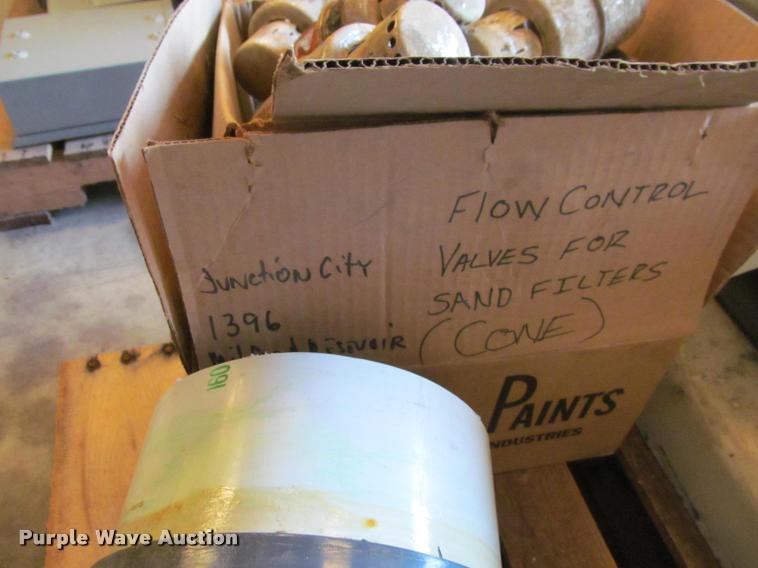 FLOW CONTROL
VALVES FOR
SAND FILTERS
(CONE)
Junction City
1396
160
PAINTS
INDUSTRIES
Purple Wave Auction